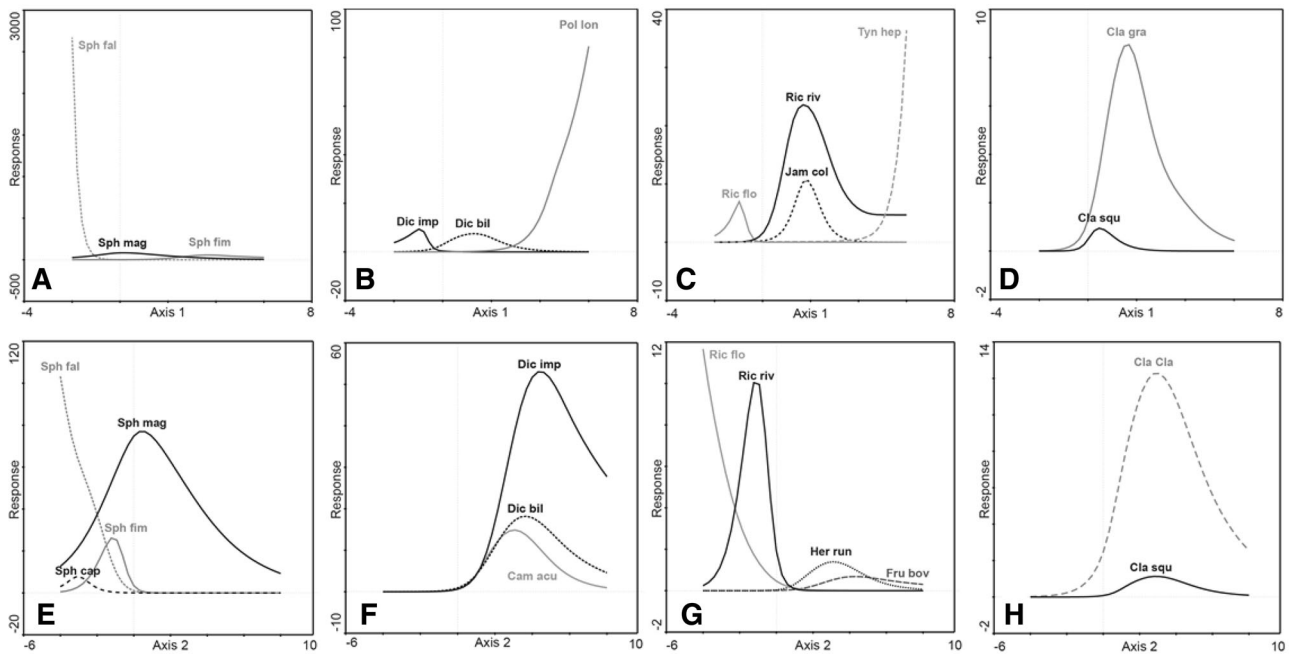 3000
Sph fal
Response
Sph mag
Sph fim
A
-500
-4
Axis 1
8
100
Pol lon
Response
Dic imp
Dic bil
B
-20
-4
Axis 1
8
40
Tyn hep
Ric riv
Response
Jam col
Ric flo
C
-10
-4
Axis 1
8
10
Cla gra
Response
Cla squ
D
-2
-4
Axis 1
8
120
Sph fal
Sph mag
Response
Sph fim
Sph cap
E
-20
-6
Axis 2
10
60
Dic imp
Response
Dic bil
Cam acu
F
-10
-6
Axis 2
10
12
Ric flo
Ric riv
Response
Her run
Fru bov
G
-2
-6
Axis 2
10
14
Cla Cla
Response
Cla squ
H
-2
-6
Axis 2
10